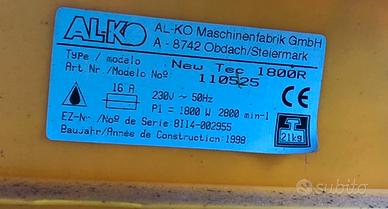 AL-KO
AL-KO Maschinenfabrik GmbH
A - 8742 Obdach/Steiermark
Type / modelo New Tec 1800R
Art.Nr./Modelo Nº: 110525
16 A 230V ~ 50Hz
P1 = 1800 W 2800 min-1
CE
EZ-Nr./Nº de Serie: 8114-002955
Baujahr/Année de Construction: 1998
21kg
subito